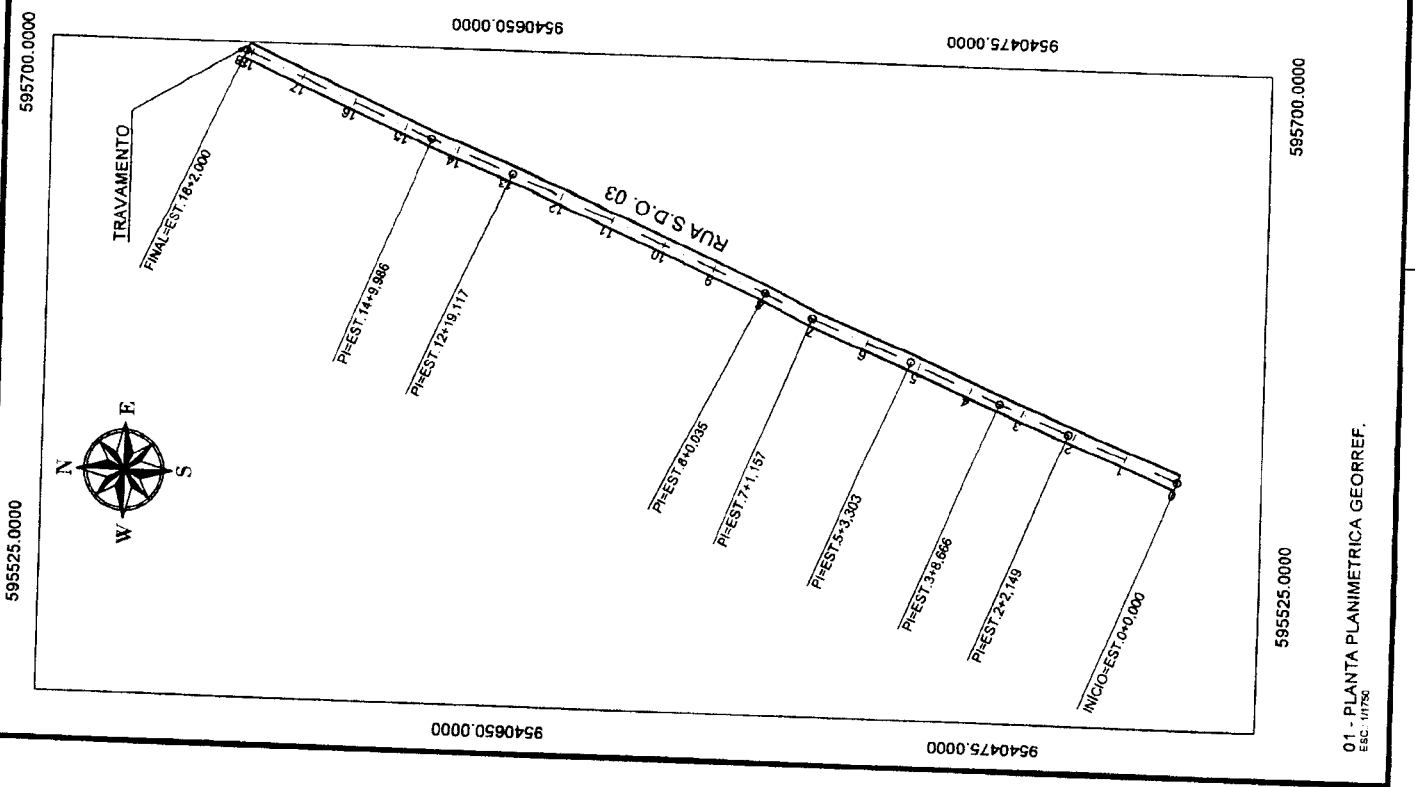 595525.0000
595700.0000
N
W
E
S
TRAVAMENTO
FINAL=EST.18+2,000
9540650.0000
9540475.0000
PI=EST.14+9,986
PI=EST.12+19,117
RUA S.D.O. 03
PI=EST.8+0,035
PI=EST.7+1,157
PI=EST.5+3,303
PI=EST.3+8,666
PI=EST.2+2,149
INÍCIO=EST.0+0,000
18
17
16
15
14
13
12
11
10
9
8
7
6
5
4
3
2
1
0
9540650.0000
9540475.0000
595525.0000
595700.0000
01 - PLANTA PLANIMETRICA GEORREF.
ESC.: 1/1750